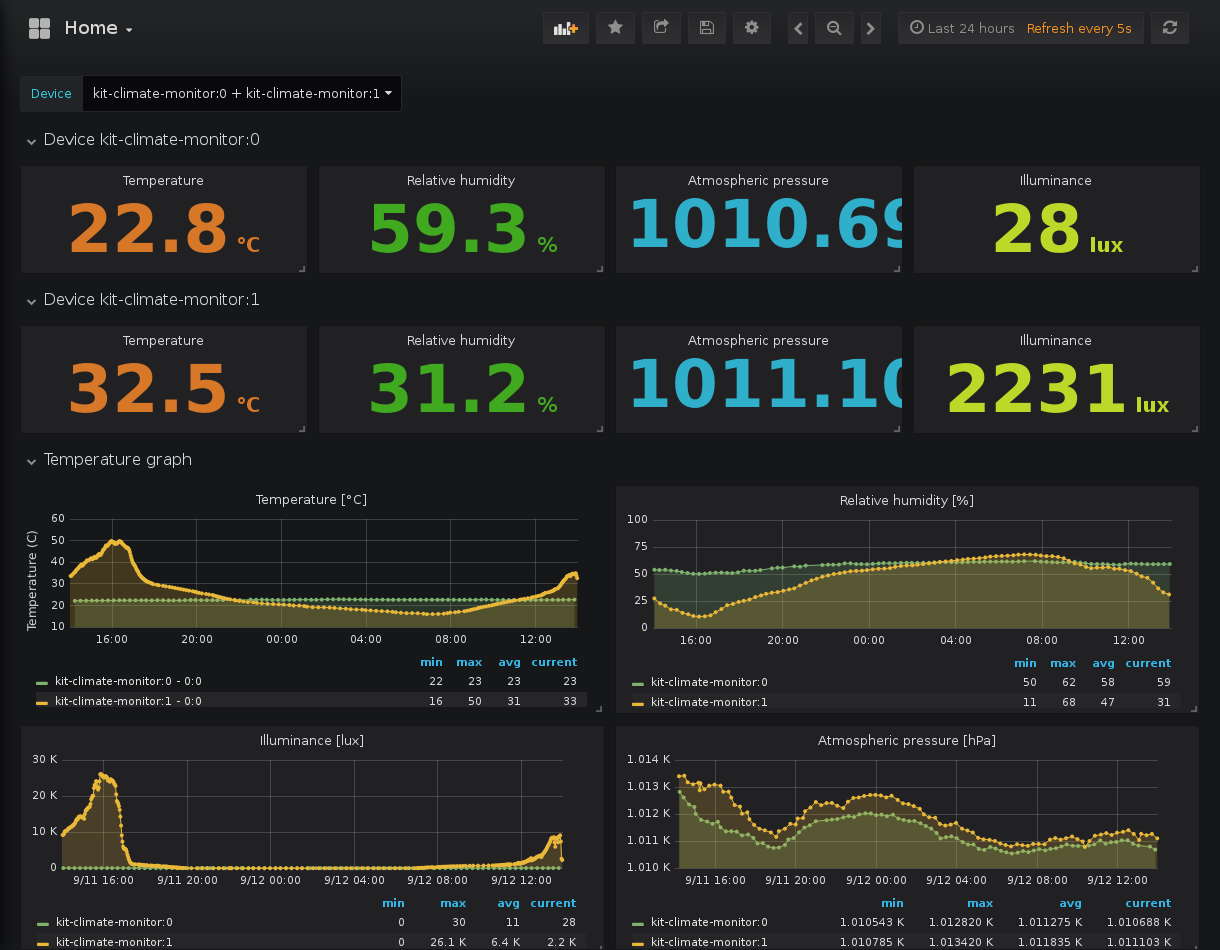 Home
Last 24 hours Refresh every 5s
Device kit-climate-monitor:0 + kit-climate-monitor:1
Device kit-climate-monitor:0
Temperature Relative humidity Atmospheric pressure Illuminance
22.8 °C 59.3 % 1010.69 28 lux
Device kit-climate-monitor:1
Temperature Relative humidity Atmospheric pressure Illuminance
32.5 °C 31.2 % 1011.10 2231 lux
Temperature graph
Temperature [°C]
Temperature (C)
60
50
40
30
20
10
16:00 20:00 00:00 04:00 08:00 12:00
min max avg current
kit-climate-monitor:0 - 0:0 22 23 23 23
kit-climate-monitor:1 - 0:0 16 50 31 33
Relative humidity [%]
100
75
50
25
0
16:00 20:00 00:00 04:00 08:00 12:00
min max avg current
kit-climate-monitor:0 50 62 58 59
kit-climate-monitor:1 11 68 47 31
Illuminance [lux]
30 K
20 K
10 K
0
9/11 16:00 9/11 20:00 9/12 00:00 9/12 04:00 9/12 08:00 9/12 12:00
min max avg current
kit-climate-monitor:0 0 30 11 28
kit-climate-monitor:1 0 26.1 K 6.4 K 2.2 K
Atmospheric pressure [hPa]
1.014 K
1.013 K
1.012 K
1.011 K
1.010 K
9/11 16:00 9/11 20:00 9/12 00:00 9/12 04:00 9/12 08:00 9/12 12:00
min max avg current
kit-climate-monitor:0 1.010543 K 1.012820 K 1.011275 K 1.010688 K
kit-climate-monitor:1 1.010785 K 1.013420 K 1.011835 K 1.011103 K